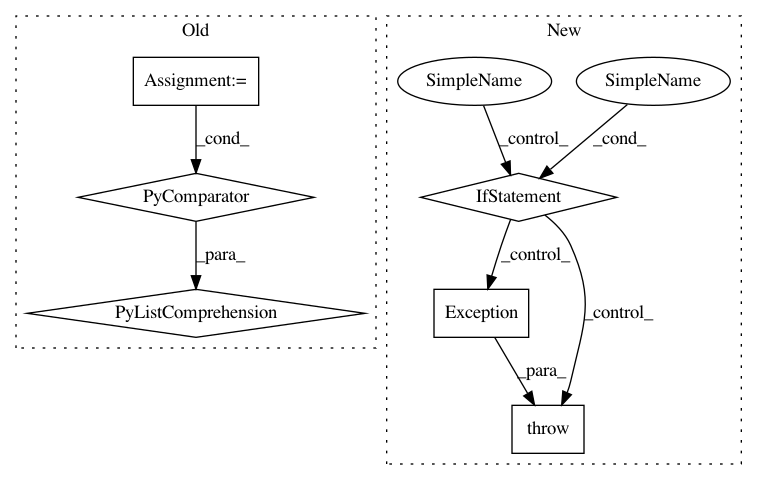 Old
New
Assignment:=
SimpleName
SimpleName
_cond_
_control_
_cond_
PyComparator
IfStatement
_para_
_control_
_control_
PyListComprehension
Exception
_para_
throw